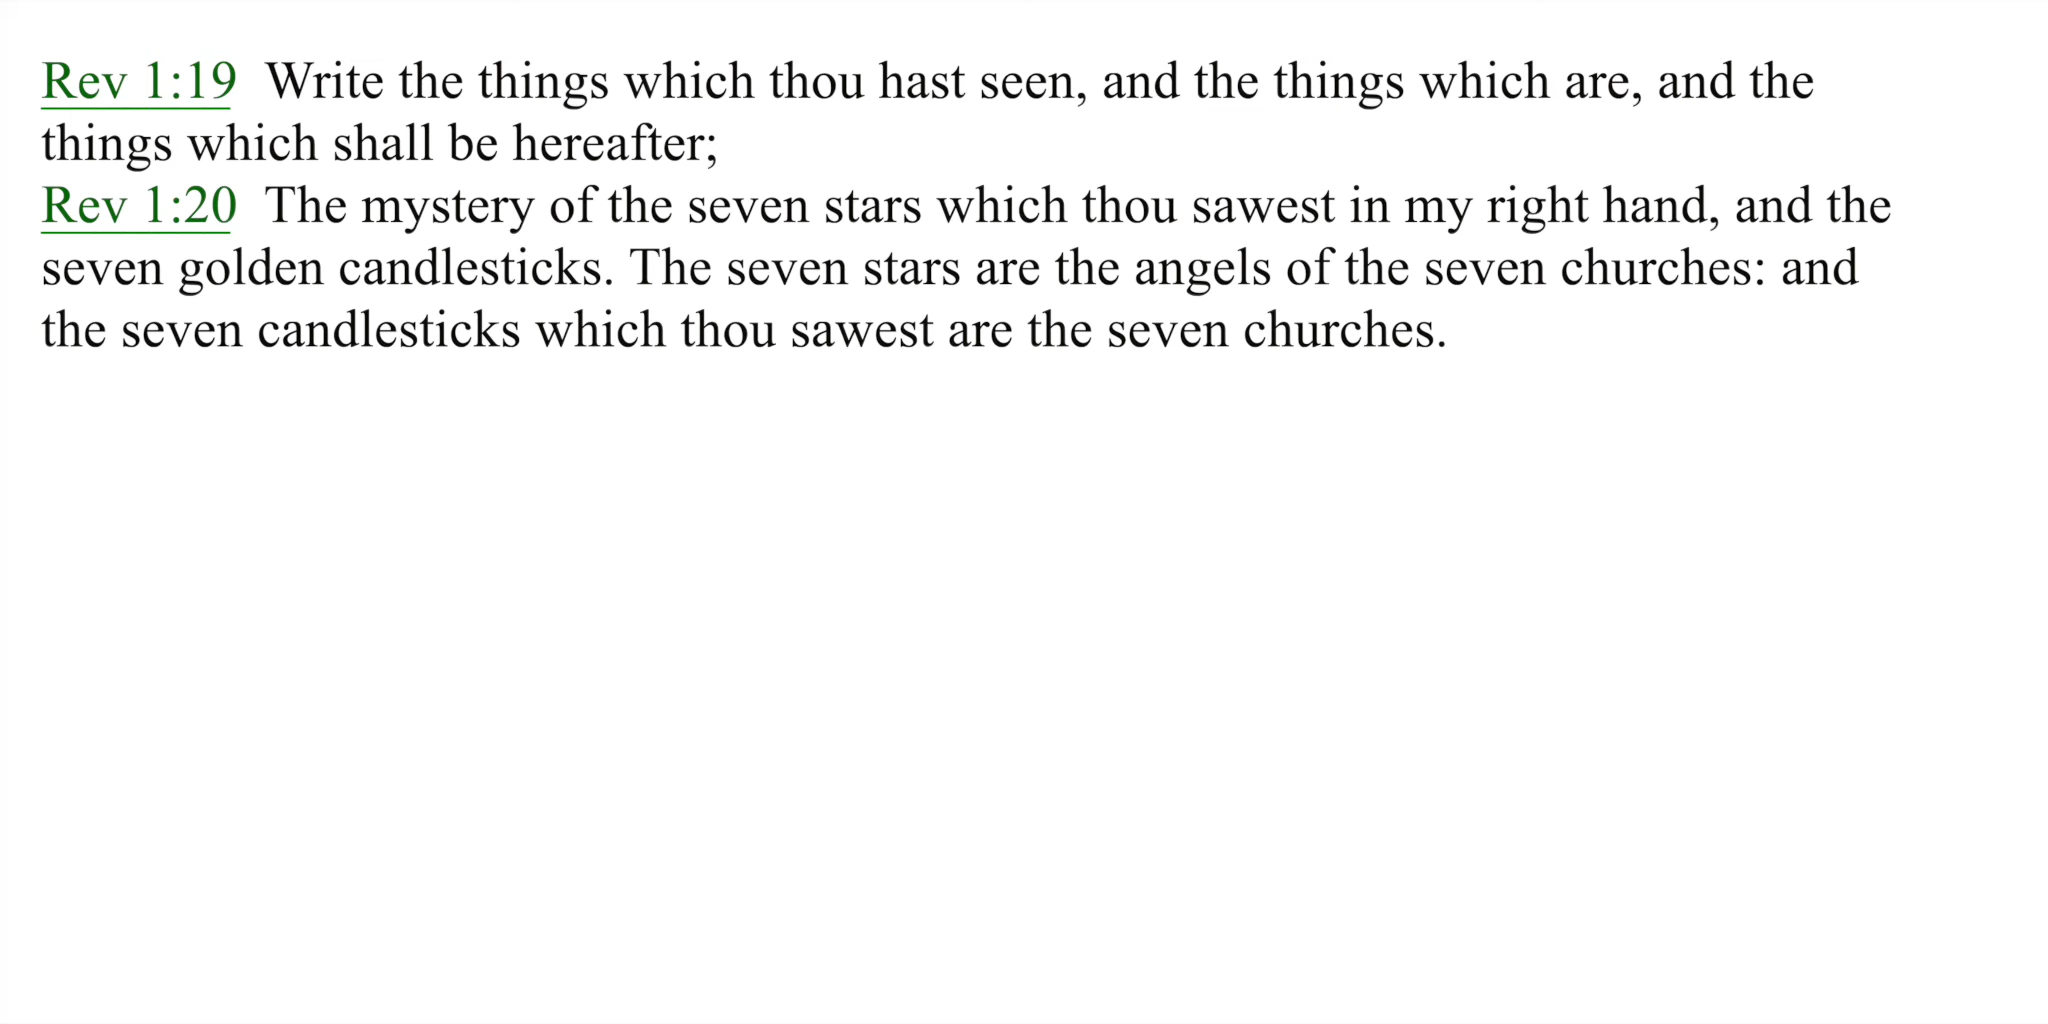 Rev 1:19  Write the things which thou hast seen, and the things which are, and the
things which shall be hereafter;
Rev 1:20  The mystery of the seven stars which thou sawest in my right hand, and the
seven golden candlesticks. The seven stars are the angels of the seven churches: and
the seven candlesticks which thou sawest are the seven churches.